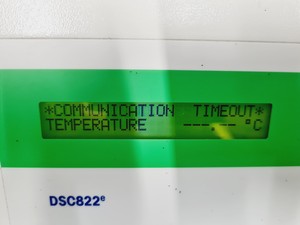 *COMMUNICATION TIMEOUT*
TEMPERATURE ---.-- °C
DSC822e